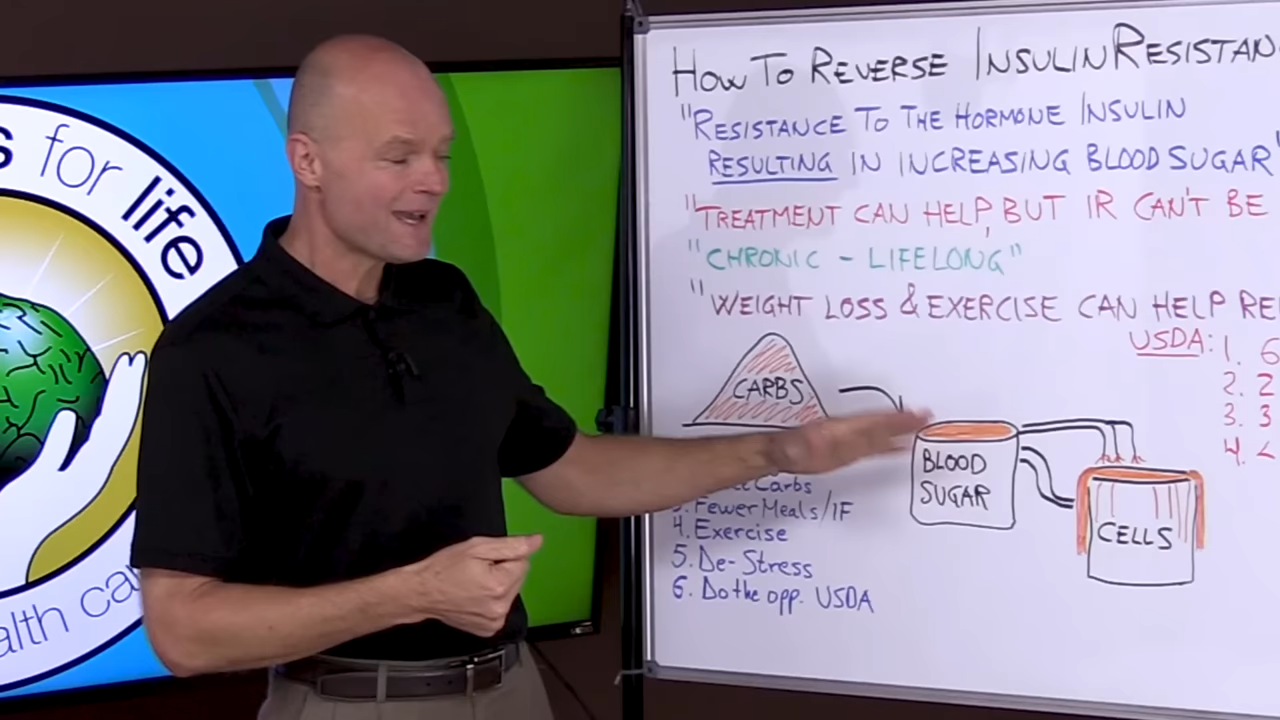 s for life
alth ca
How To Reverse Insulin Resistan
"Resistance To The Hormone Insulin
Resulting in increasing blood sugar"
"Treatment can help, but IR can't be
"Chronic - Lifelong"
"Weight loss & exercise can help re
USDA: 1. 6
2. 2
3. 3
4. <
Carbs
Blood
Sugar
Cells
Carbs
3. Fewer Meals/IF
4. Exercise
5. De-Stress
6. Do the opp. USDA